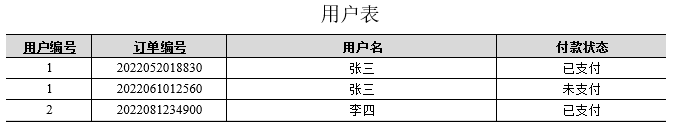 用户表
用户编号 订单编号 用户名 付款状态
1 2022052018830 张三 已支付
1 2022061012560 张三 未支付
2 2022081234900 李四 已支付